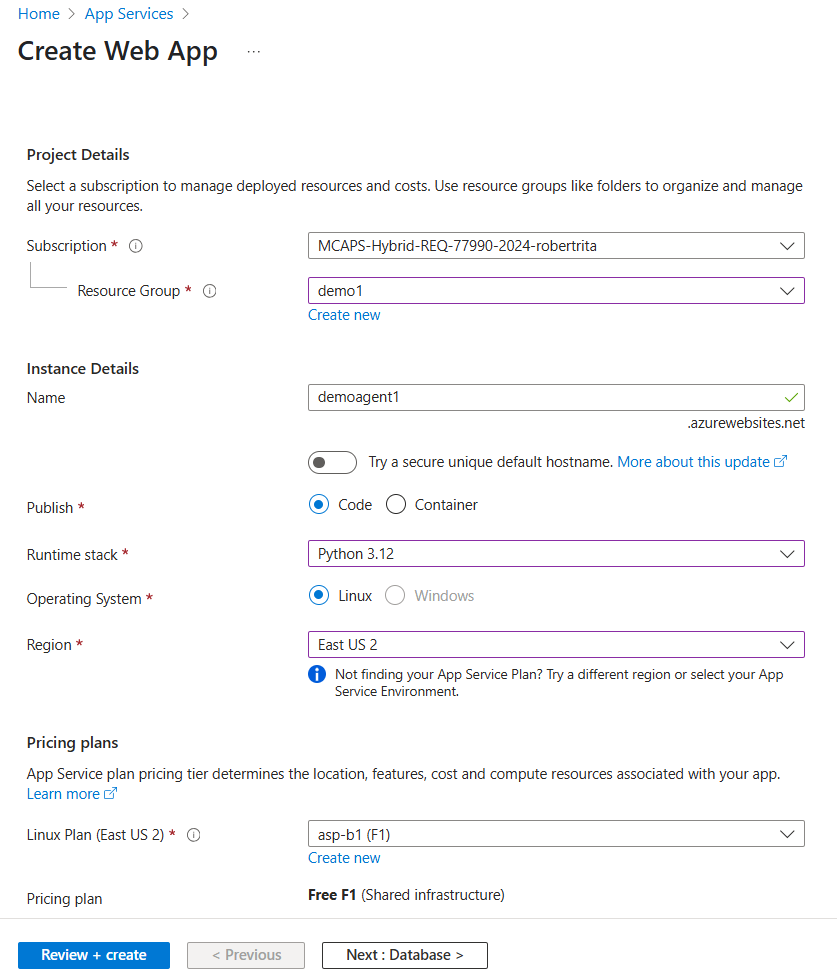 Home > App Services >
Create Web App ...
Project Details
Select a subscription to manage deployed resources and costs. Use resource groups like folders to organize and manage
all your resources.
Subscription * MCAPS-Hybrid-REQ-77990-2024-robertrita
Resource Group * demo1
Create new
Instance Details
Name demoagent1
.azurewebsites.net
Try a secure unique default hostname. More about this update
Publish * Code Container
Runtime stack * Python 3.12
Operating System * Linux Windows
Region * East US 2
Not finding your App Service Plan? Try a different region or select your App
Service Environment.
Pricing plans
App Service plan pricing tier determines the location, features, cost and compute resources associated with your app.
Learn more
Linux Plan (East US 2) * asp-b1 (F1)
Create new
Pricing plan Free F1 (Shared infrastructure)
Review + create < Previous Next : Database >